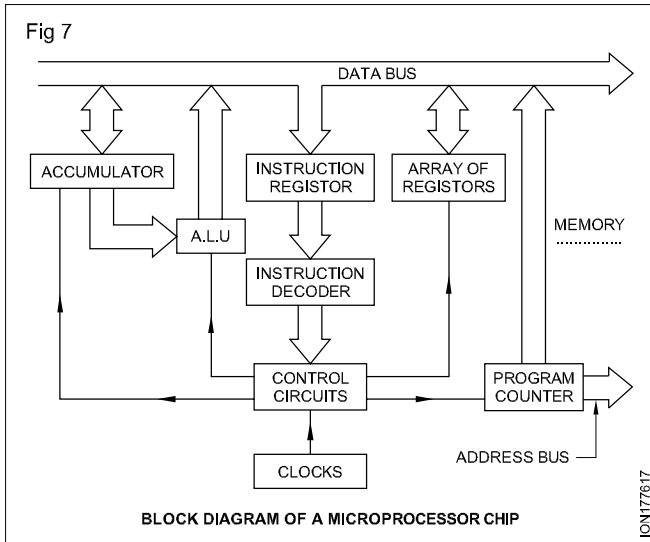 Fig 7
DATA BUS
ACCUMULATOR
INSTRUCTION
REGISTOR
ARRAY OF
REGISTORS
A.L.U
MEMORY
INSTRUCTION
DECODER
CONTROL
CIRCUITS
PROGRAM
COUNTER
CLOCKS
ADDRESS BUS
BLOCK DIAGRAM OF A MICROPROCESSOR CHIP
ION177617